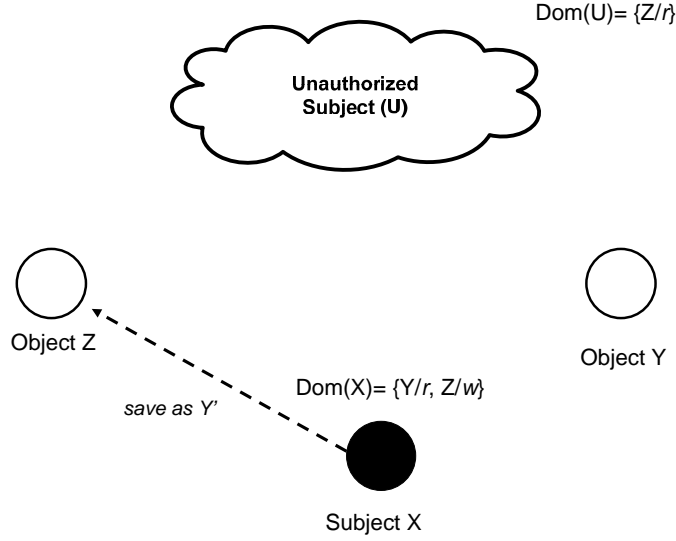 Dom(U)= {Z/r}
Unauthorized
Subject (U)
Object Z
Object Y
Dom(X)= {Y/r, Z/w}
save as Y'
Subject X